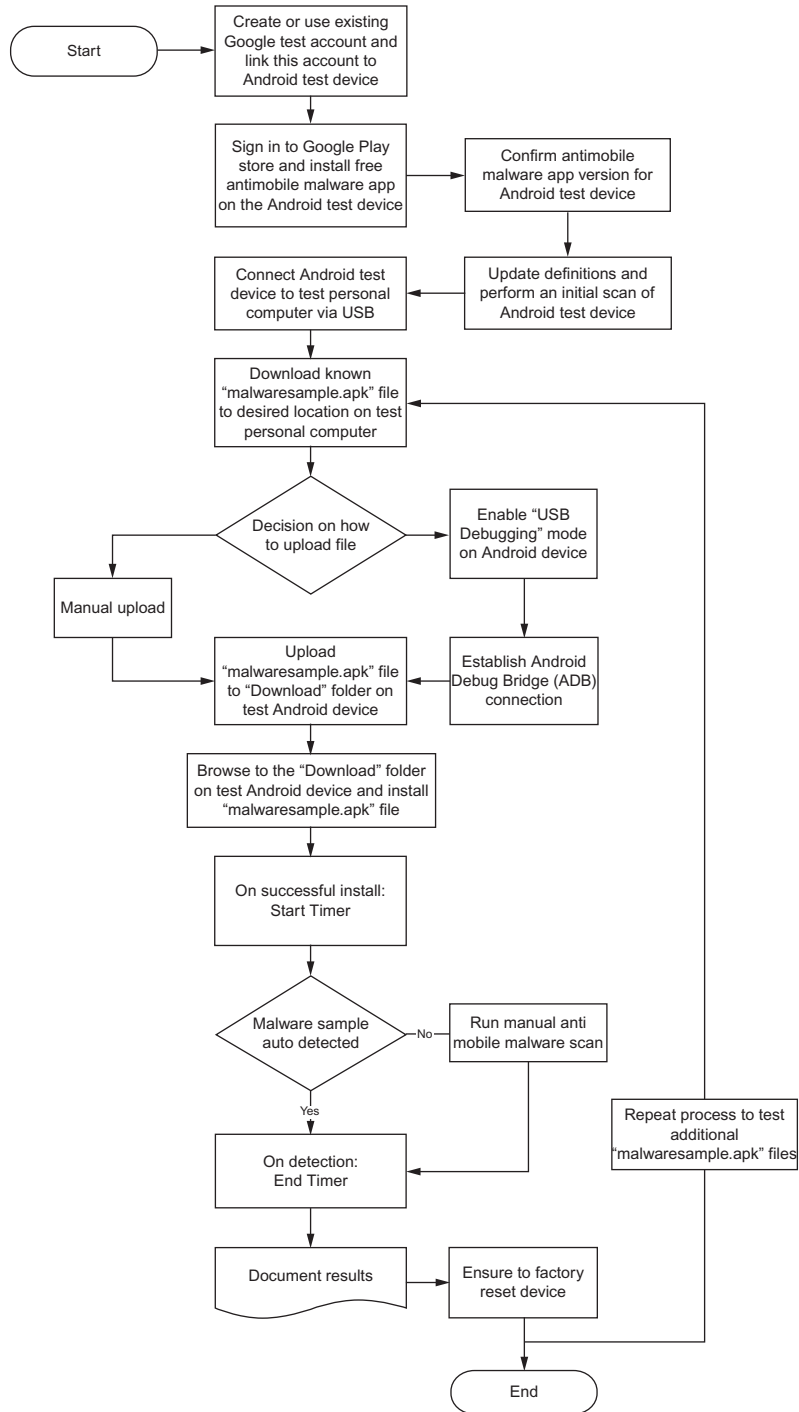 Start
Create or use existing
Google test account and
link this account to
Android test device
Sign in to Google Play
store and install free
antimobile malware app
on the Android test device
Confirm antimobile
malware app version for
Android test device
Update definitions and
perform an initial scan of
Android test device
Connect Android test
device to test personal
computer via USB
Download known
“malwaresample.apk” file
to desired location on test
personal computer
Decision on how
to upload file
Enable “USB
Debugging” mode
on Android device
Manual upload
Establish Android
Debug Bridge (ADB)
connection
Upload
“malwaresample.apk” file
to “Download” folder on
test Android device
Browse to the “Download” folder
on test Android device and install
“malwaresample.apk” file
On successful install:
Start Timer
Malware sample
auto detected
No
Run manual anti
mobile malware scan
Yes
On detection:
End Timer
Repeat process to test
additional
“malwaresample.apk” files
Document results
Ensure to factory
reset device
End